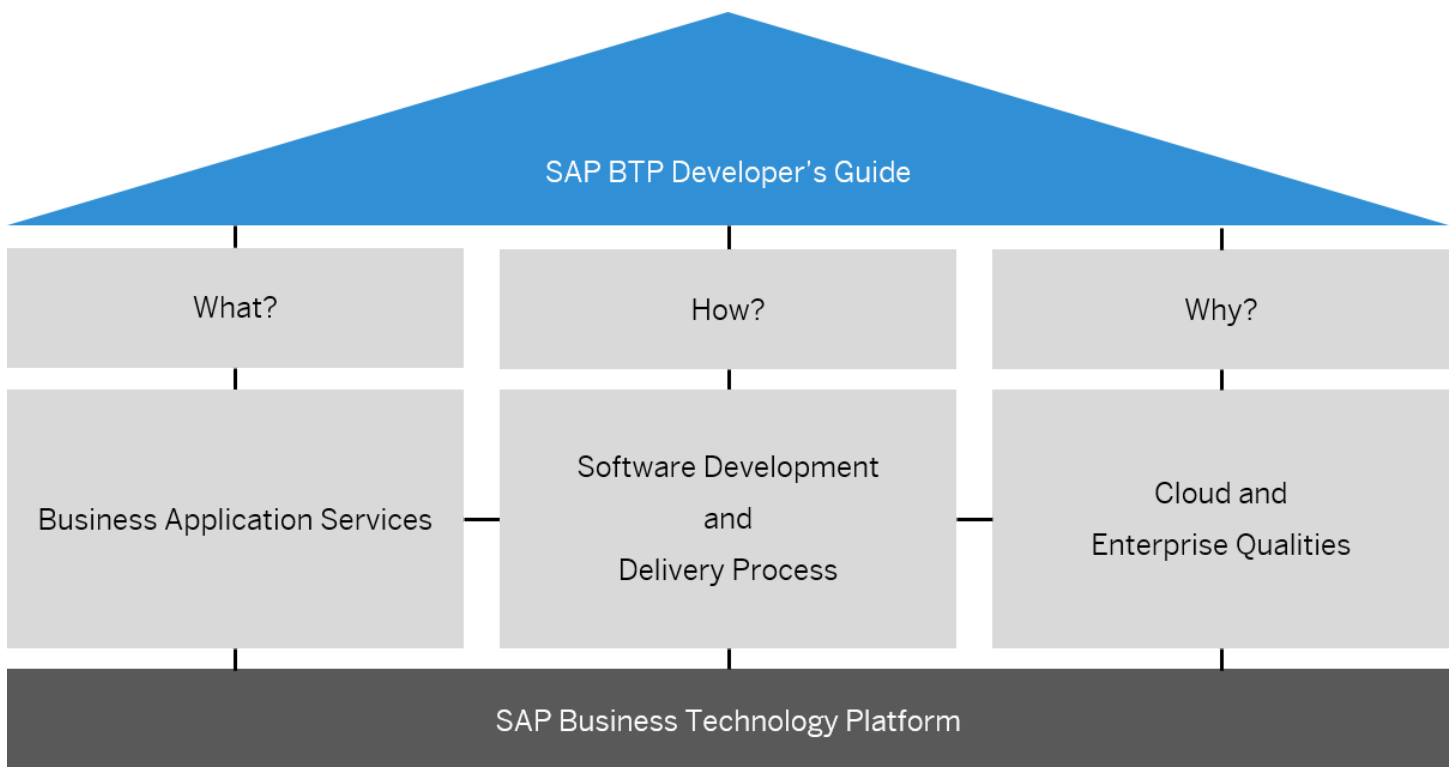 SAP BTP Developer’s Guide
What?
How?
Why?
Business Application Services
Software Development
and
Delivery Process
Cloud and
Enterprise Qualities
SAP Business Technology Platform